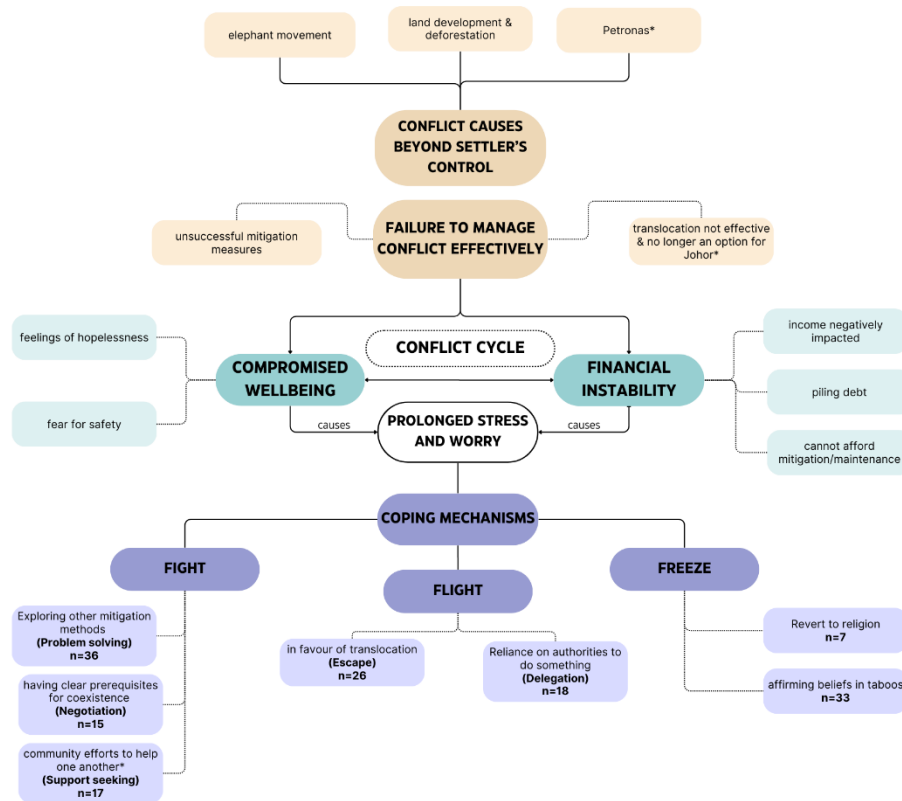 elephant movement
land development &
deforestation
Petronas*
CONFLICT CAUSES
BEYOND SETTLER'S
CONTROL
unsuccessful mitigation
measures
FAILURE TO MANAGE
CONFLICT EFFECTIVELY
translocation not effective
& no longer an option for
Johor*
feelings of hopelessness
fear for safety
COMPROMISED
WELLBEING
CONFLICT CYCLE
FINANCIAL
INSTABILITY
income negatively
impacted
piling debt
cannot afford
mitigation/maintenance
causes
PROLONGED STRESS
AND WORRY
causes
COPING MECHANISMS
FIGHT
Exploring other mitigation
methods
(Problem solving)
n=36
having clear prerequisites
for coexistence
(Negotiation)
n=15
community efforts to help
one another*
(Support seeking)
n=17
FLIGHT
in favour of translocation
(Escape)
n=26
Reliance on authorities to
do something
(Delegation)
n=18
FREEZE
Revert to religion
n=7
affirming beliefs in taboos
n=33